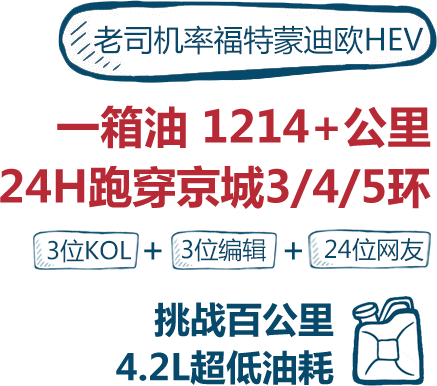 老司机率福特蒙迪欧HEV
一箱油 1214+公里
24H跑穿京城3/4/5环
3位KOL + 3位编辑 + 24位网友
挑战百公里
4.2L超低油耗